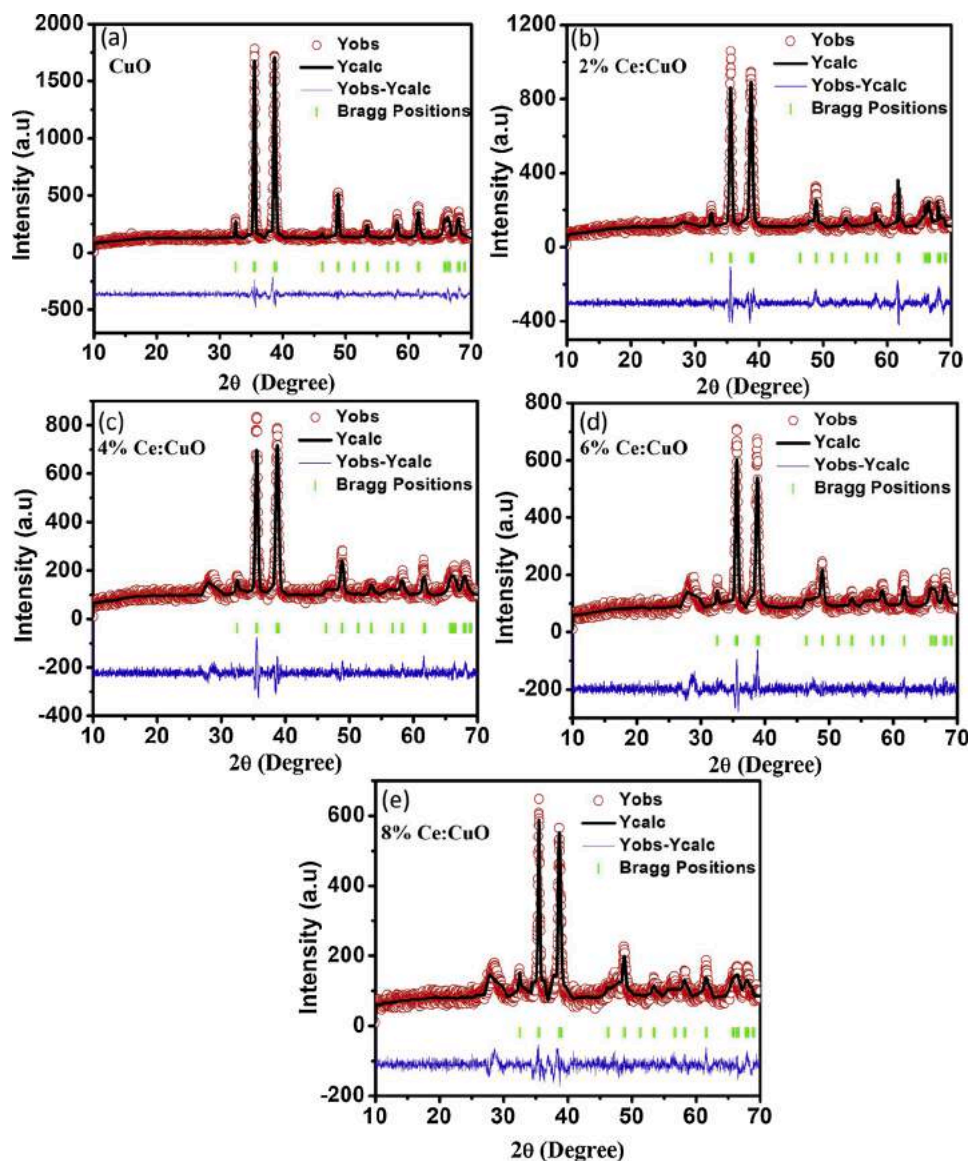 (a)
CuO
Yobs
Ycalc
Yobs-Ycalc
Bragg Positions
2000
1500
1000
500
0
-500
Intensity (a.u)
10 20 30 40 50 60 70
2θ (Degree)
(b)
2% Ce:CuO
Yobs
Ycalc
Yobs-Ycalc
Bragg Positions
1200
800
400
0
-400
Intensity (a.u)
10 20 30 40 50 60 70
2θ (Degree)
(c)
4% Ce:CuO
Yobs
Ycalc
Yobs-Ycalc
Bragg Positions
800
600
400
200
0
-200
-400
Intensity (a.u)
10 20 30 40 50 60 70
2θ (Degree)
(d)
6% Ce:CuO
Yobs
Ycalc
Yobs-Ycalc
Bragg Positions
800
600
400
200
0
-200
Intensity (a.u)
10 20 30 40 50 60 70
2θ (Degree)
(e)
8% Ce:CuO
Yobs
Ycalc
Yobs-Ycalc
Bragg Positions
600
400
200
0
-200
Intensity (a.u)
10 20 30 40 50 60 70
2θ (Degree)